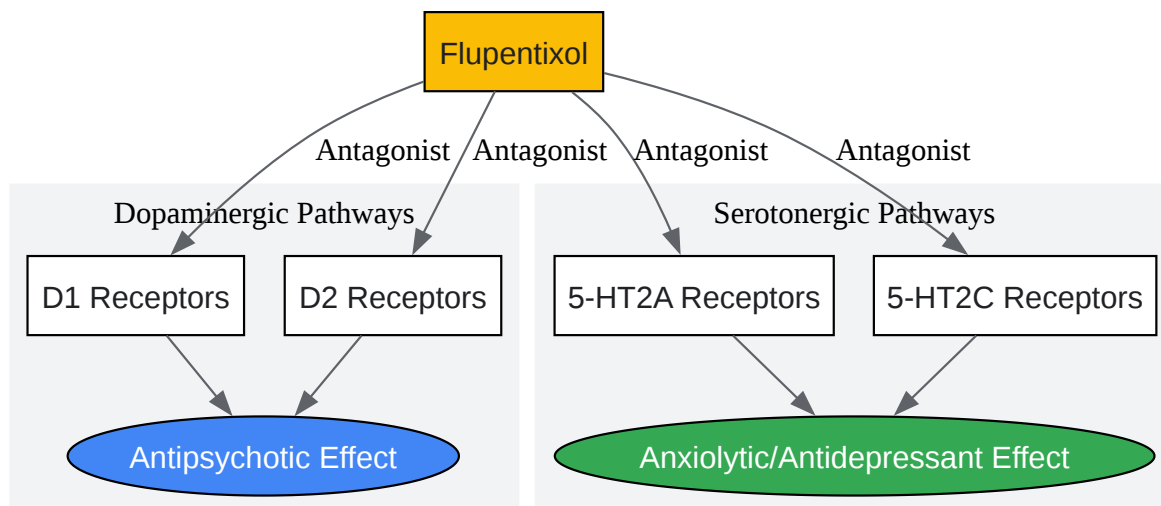 Flupentixol
Antagonist
Antagonist
Antagonist
Antagonist
Dopaminergic Pathways
Serotonergic Pathways
D1 Receptors
D2 Receptors
5-HT2A Receptors
5-HT2C Receptors
Antipsychotic Effect
Anxiolytic/Antidepressant Effect